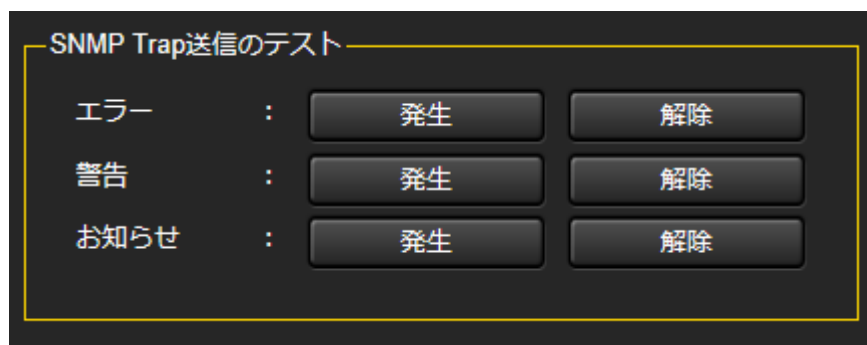 SNMP Trap送信のテスト
エラー : 発生 解除
警告 : 発生 解除
お知らせ : 発生 解除